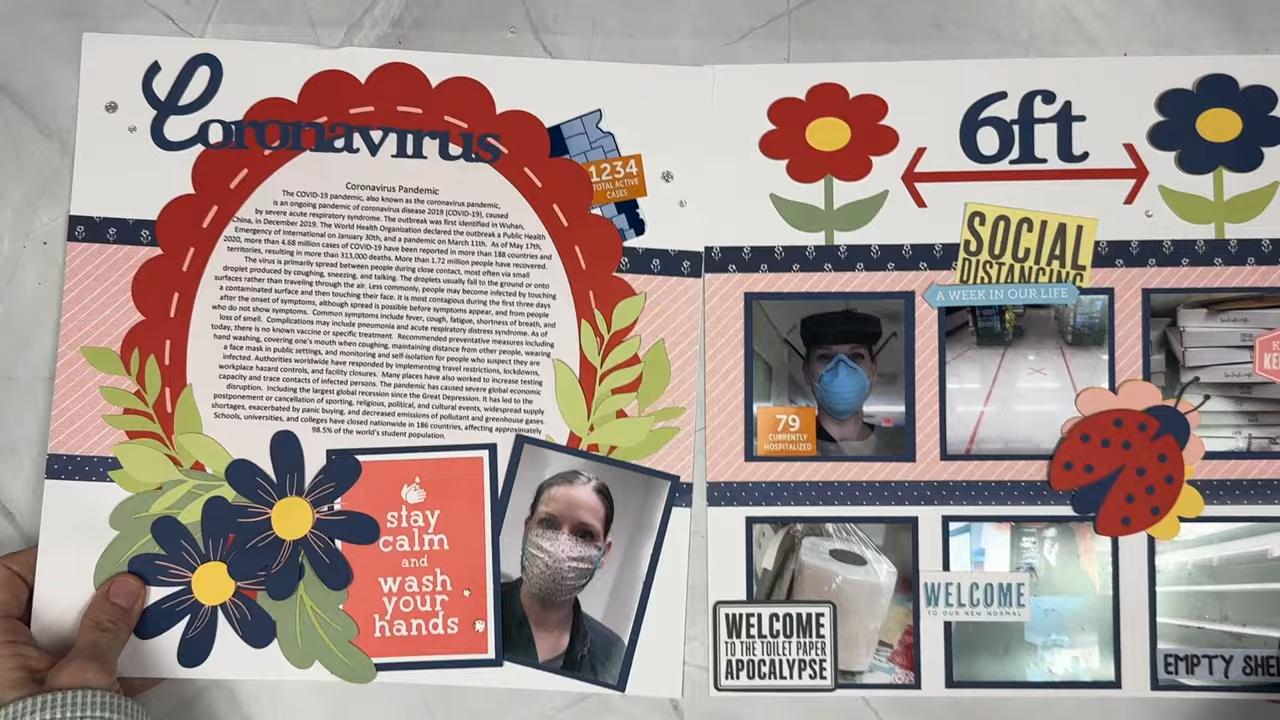 Coronavirus
1234
TOTAL ACTIVE
CASES
Coronavirus Pandemic
The COVID-19 pandemic, also known as the coronavirus pandemic,
is an ongoing pandemic of coronavirus disease 2019 (COVID-19), caused
by severe acute respiratory syndrome. The outbreak was first identified in Wuhan,
China, in December 2019. The World Health Organization declared the outbreak a Public Health
Emergency of International on January 30th, and a pandemic on March 11th. As of May 17th,
2020, more than 4.68 million cases of COVID-19 have been reported in more than 188 countries and
territories, resulting in more than 313,000 deaths. More than 1.72 million people have recovered.
The virus is primarily spread between people during close contact, most often via small
droplet produced by coughing, sneezing, and talking. The droplets usually fall to the ground or onto
surfaces rather than traveling through the air. Less commonly, people may become infected by touching
a contaminated surface and then touching their face. It is most contagious during the first three days
after the onset of symptoms, although spread is possible before symptoms appear, and from people
who do not show symptoms. Common symptoms include fever, cough, fatigue, shortness of breath, and
loss of smell. Complications may include pneumonia and acute respiratory distress syndrome. As of
today, there is no known vaccine or specific treatment. Recommended preventative measures including
hand washing, covering one's mouth when coughing, maintaining distance from other people, wearing
a face mask in public settings, and monitoring and self-isolation for people who suspect they are
infected. Authorities worldwide have responded by implementing travel restrictions, lockdowns,
workplace hazard controls, and facility closures. Many places have also worked to increase testing
capacity and trace contacts of infected persons. The pandemic has caused severe global economic
disruption. Including the largest global recession since the Great Depression. It has led to the
postponement or cancellation of sporting, religious, political, and cultural events, widespread supply
shortages, exacerbated by panic buying, and decreased emissions of pollutant and greenhouse gases.
Schools, universities, and colleges have closed nationwide in 186 countries, affecting approximately
98.5% of the world's student population.
stay
calm
and
wash
your
hands
6ft
SOCIAL
DISTANCING
A WEEK IN OUR LIFE
79
CURRENTLY
HOSPITALIZED
WELCOME
TO THE TOILET PAPER
APOCALYPSE
WELCOME
TO OUR NEW NORMAL
EMPTY SHE